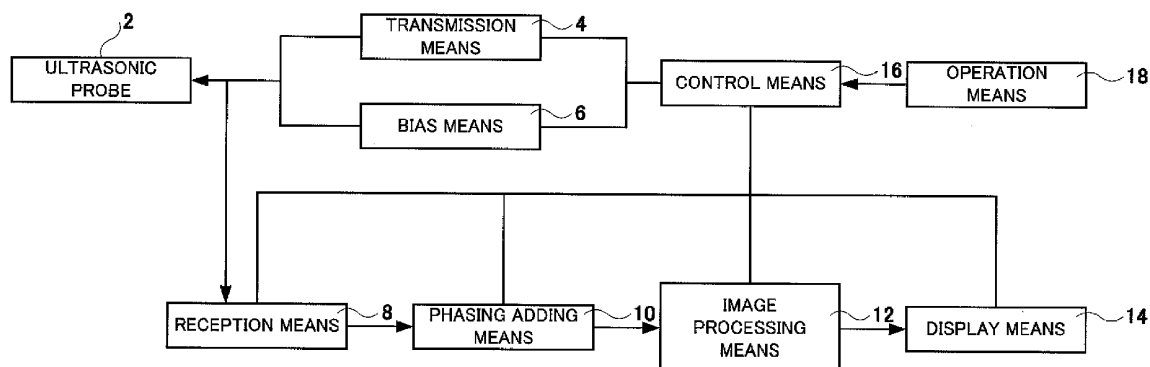 2
ULTRASONIC
PROBE
TRANSMISSION
MEANS
4
BIAS MEANS
6
CONTROL MEANS
16
OPERATION
MEANS
18
RECEPTION MEANS
8
PHASING ADDING
MEANS
10
IMAGE
PROCESSING
MEANS
12
DISPLAY MEANS
14